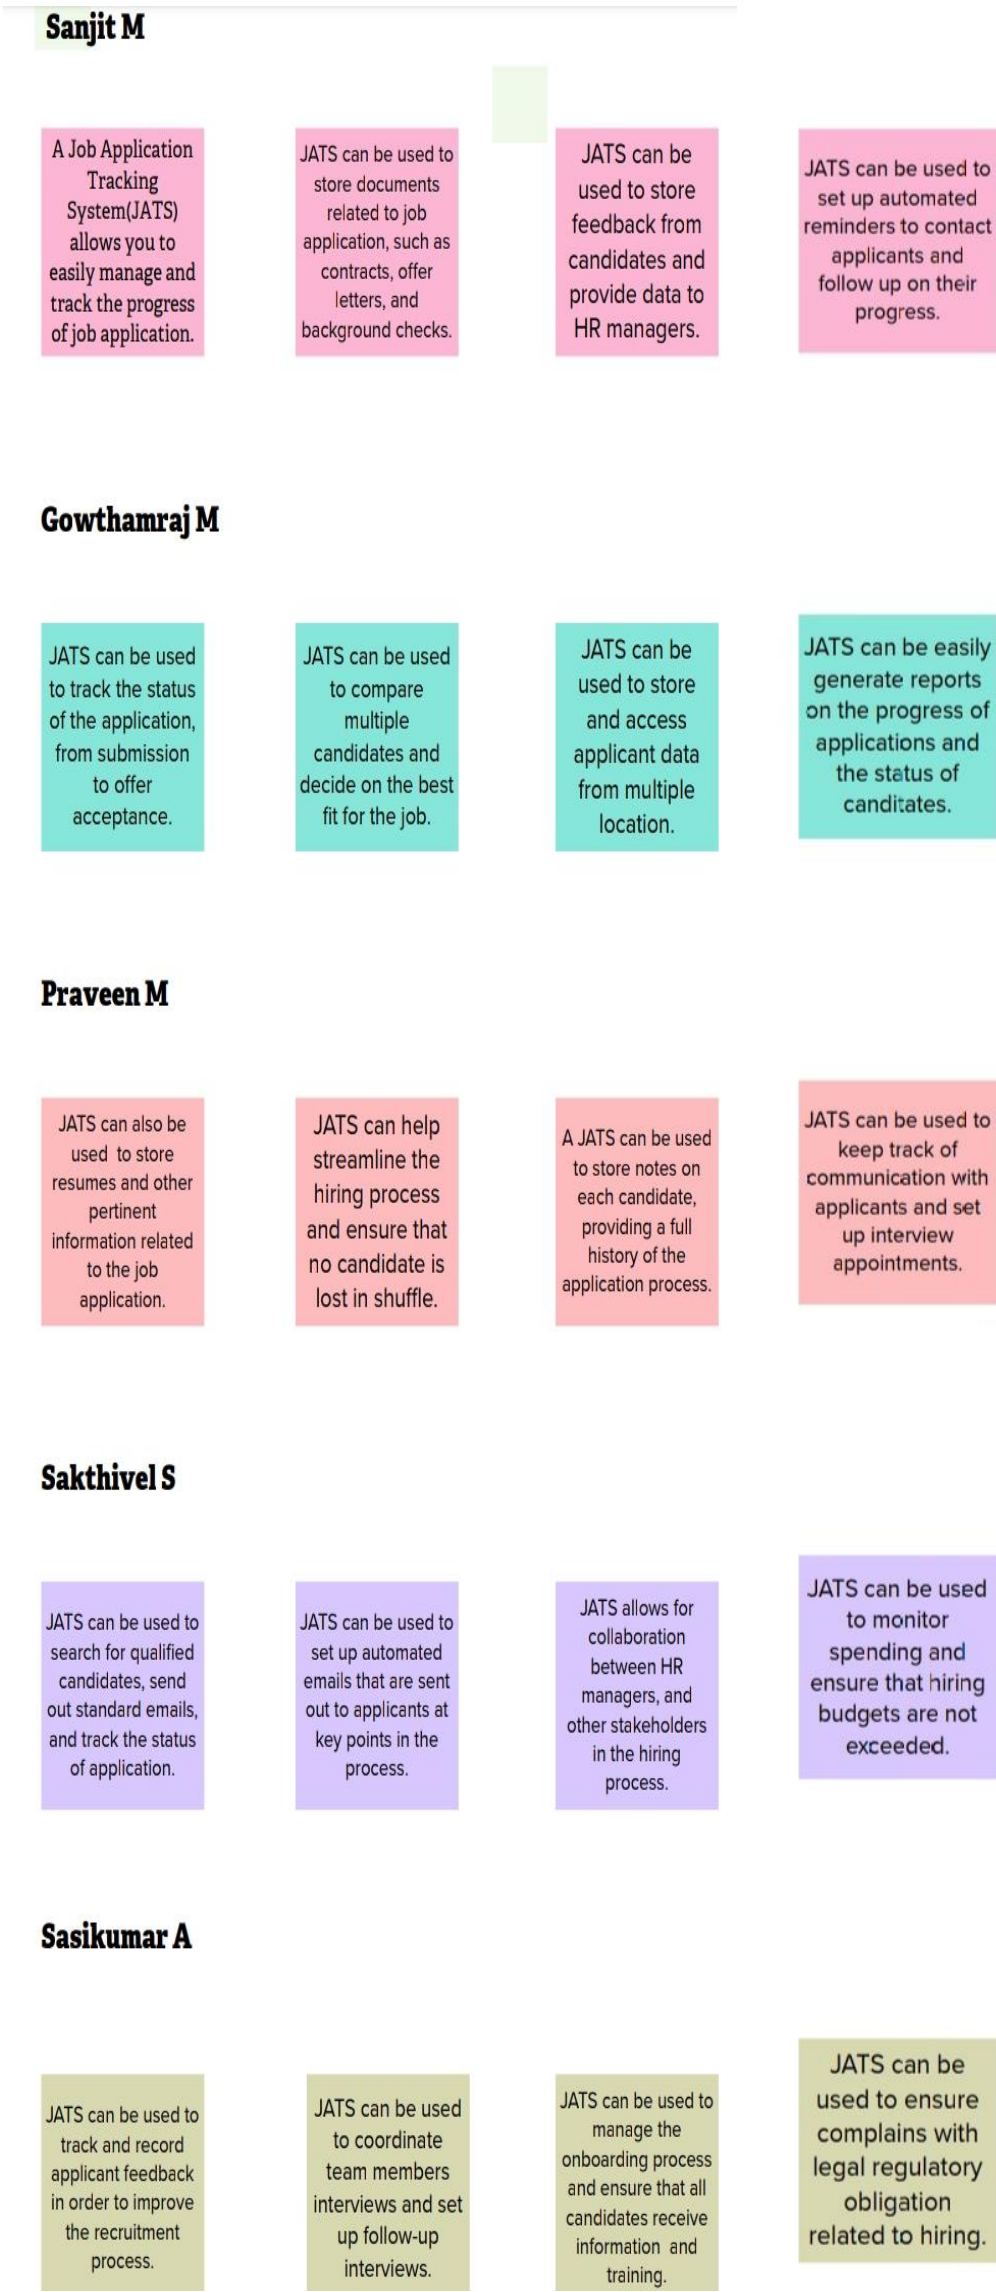 Sanjit M
A Job Application
Tracking
System(JATS)
allows you to
easily manage and
track the progress
of job application.
JATS can be used to
store documents
related to job
application, such as
contracts, offer
letters, and
background checks.
JATS can be
used to store
feedback from
candidates and
provide data to
HR managers.
JATS can be used to
set up automated
reminders to contact
applicants and
follow up on their
progress.
Gowthamraj M
JATS can be used
to track the status
of the application,
from submission
to offer
acceptance.
JATS can be used
to compare
multiple
candidates and
decide on the best
fit for the job.
JATS can be
used to store
and access
applicant data
from multiple
location.
JATS can be easily
generate reports
on the progress of
applications and
the status of
canditates.
Praveen M
JATS can also be
used to store
resumes and other
pertinent
information related
to the job
application.
JATS can help
streamline the
hiring process
and ensure that
no candidate is
lost in shuffle.
A JATS can be used
to store notes on
each candidate,
providing a full
history of the
application process.
JATS can be used to
keep track of
communication with
applicants and set
up interview
appointments.
Sakthivel S
JATS can be used to
search for qualified
candidates, send
out standard emails,
and track the status
of application.
JATS can be used to
set up automated
emails that are sent
out to applicants at
key points in the
process.
JATS allows for
collaboration
between HR
managers, and
other stakeholders
in the hiring
process.
JATS can be used
to monitor
spending and
ensure that hiring
budgets are not
exceeded.
Sasikumar A
JATS can be used to
track and record
applicant feedback
in order to improve
the recruitment
process.
JATS can be used
to coordinate
team members
interviews and set
up follow-up
interviews.
JATS can be used to
manage the
onboarding process
and ensure that all
candidates receive
information and
training.
JATS can be
used to ensure
complains with
legal regulatory
obligation
related to hiring.